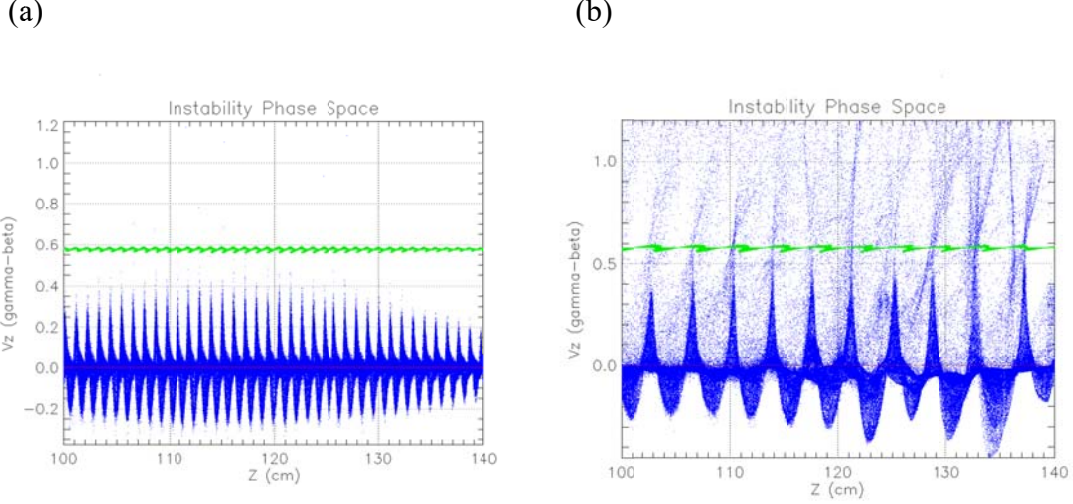 (a)
(b)
Instability Phase Space
1.2
1.0
0.8
0.6
0.4
0.2
0.0
−0.2
Vz (gamma−beta)
100
110
120
130
140
Z (cm)
Instability Phase Space
1.0
0.5
0.0
Vz (gamma−beta)
100
110
120
130
140
Z (cm)